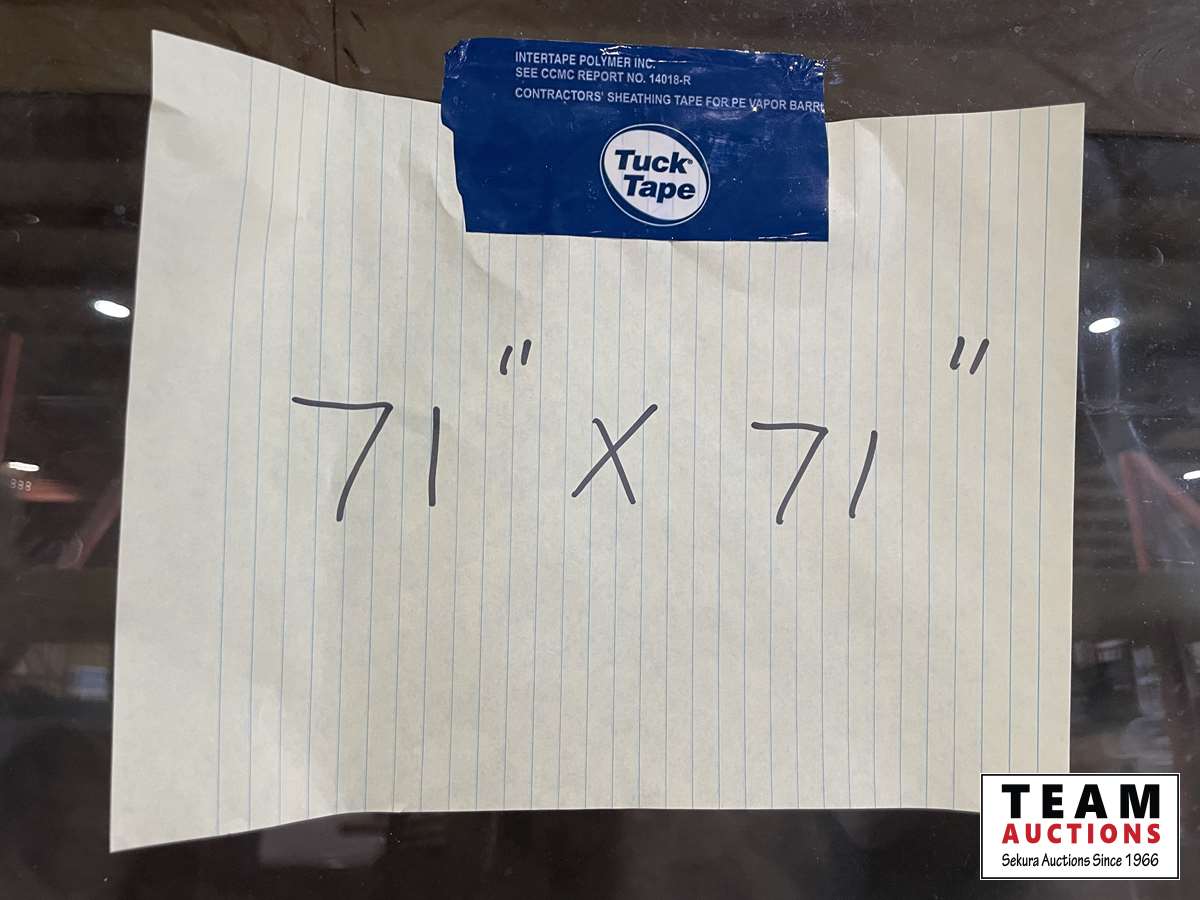 INTERTAPE POLYMER INC.
SEE CCMC REPORT NO. 14018-R
CONTRACTORS' SHEATHING TAPE FOR PE VAPOR BARR
Tuck®
Tape
71" X 71"
898
TEAM
AUCTIONS
Sekura Auctions Since 1966